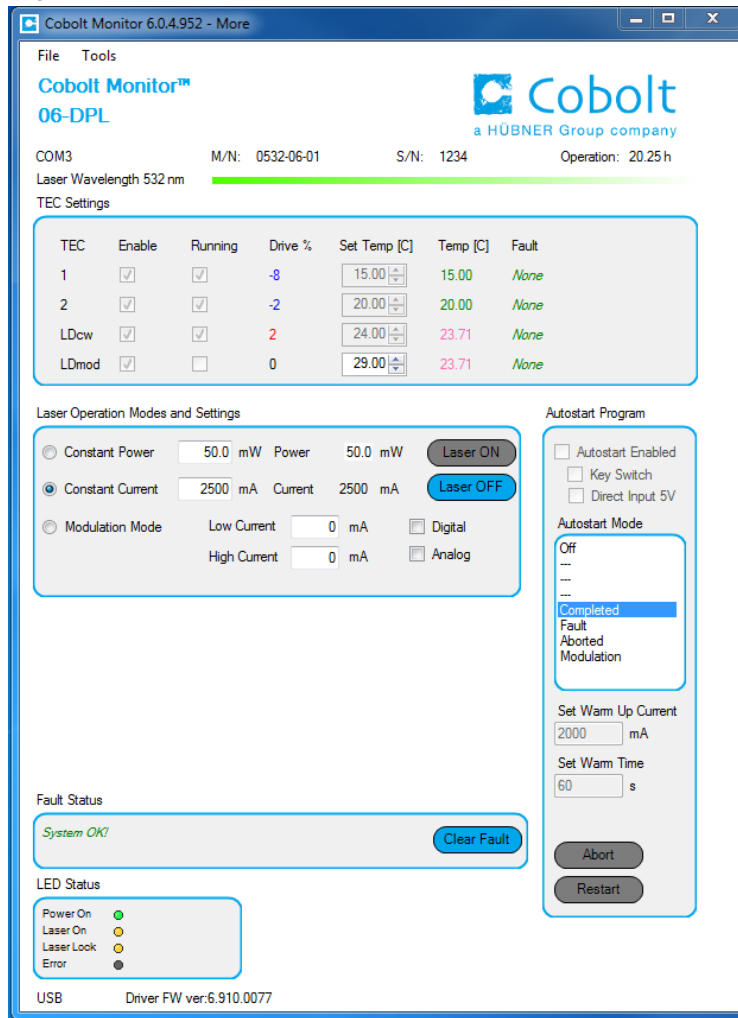 Cobolt Monitor 6.0.4.952 - More
File Tools
Cobolt Monitor™
06-DPL
Cobolt
a HÜBNER Group company
COM3 M/N: 0532-06-01 S/N: 1234 Operation: 20.25 h
Laser Wavelength 532 nm
TEC Settings
TEC Enable Running Drive % Set Temp [C] Temp [C] Fault
1 -8 15.00 15.00 None
2 -2 20.00 20.00 None
LDcw 2 24.00 23.71 None
LDmod 0 29.00 23.71 None
Laser Operation Modes and Settings
Constant Power 50.0 mW Power 50.0 mW Laser ON
Constant Current 2500 mA Current 2500 mA Laser OFF
Modulation Mode Low Current 0 mA Digital
High Current 0 mA Analog
Autostart Program
Autostart Enabled
Key Switch
Direct Input 5V
Autostart Mode
Off
---
---
---
Completed
Fault
Aborted
Modulation
Set Warm Up Current
2000 mA
Set Warm Time
60 s
Abort
Restart
Fault Status
System OK!
Clear Fault
LED Status
Power On
Laser On
Laser Lock
Error
USB Driver FW ver:6.910.0077